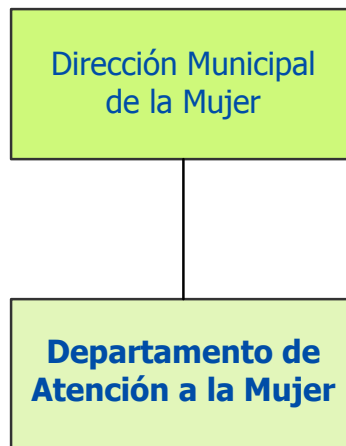 Dirección Municipal
de la Mujer
Departamento de
Atención a la Mujer